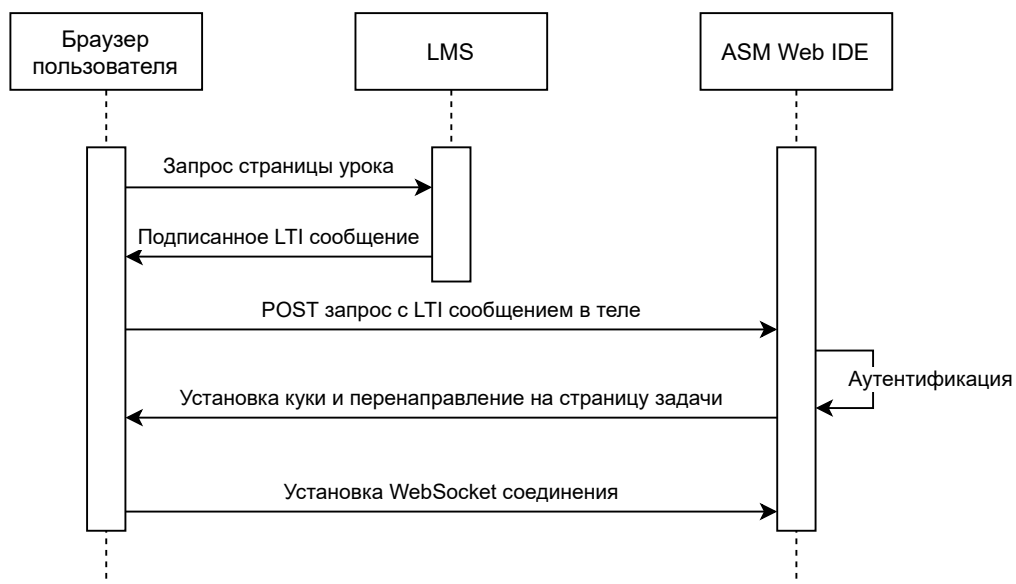 Браузер
пользователя
LMS
ASM Web IDE
Запрос страницы урока
Подписанное LTI сообщение
POST запрос с LTI сообщением в теле
Аутентификация
Установка куки и перенаправление на страницу задачи
Установка WebSocket соединения